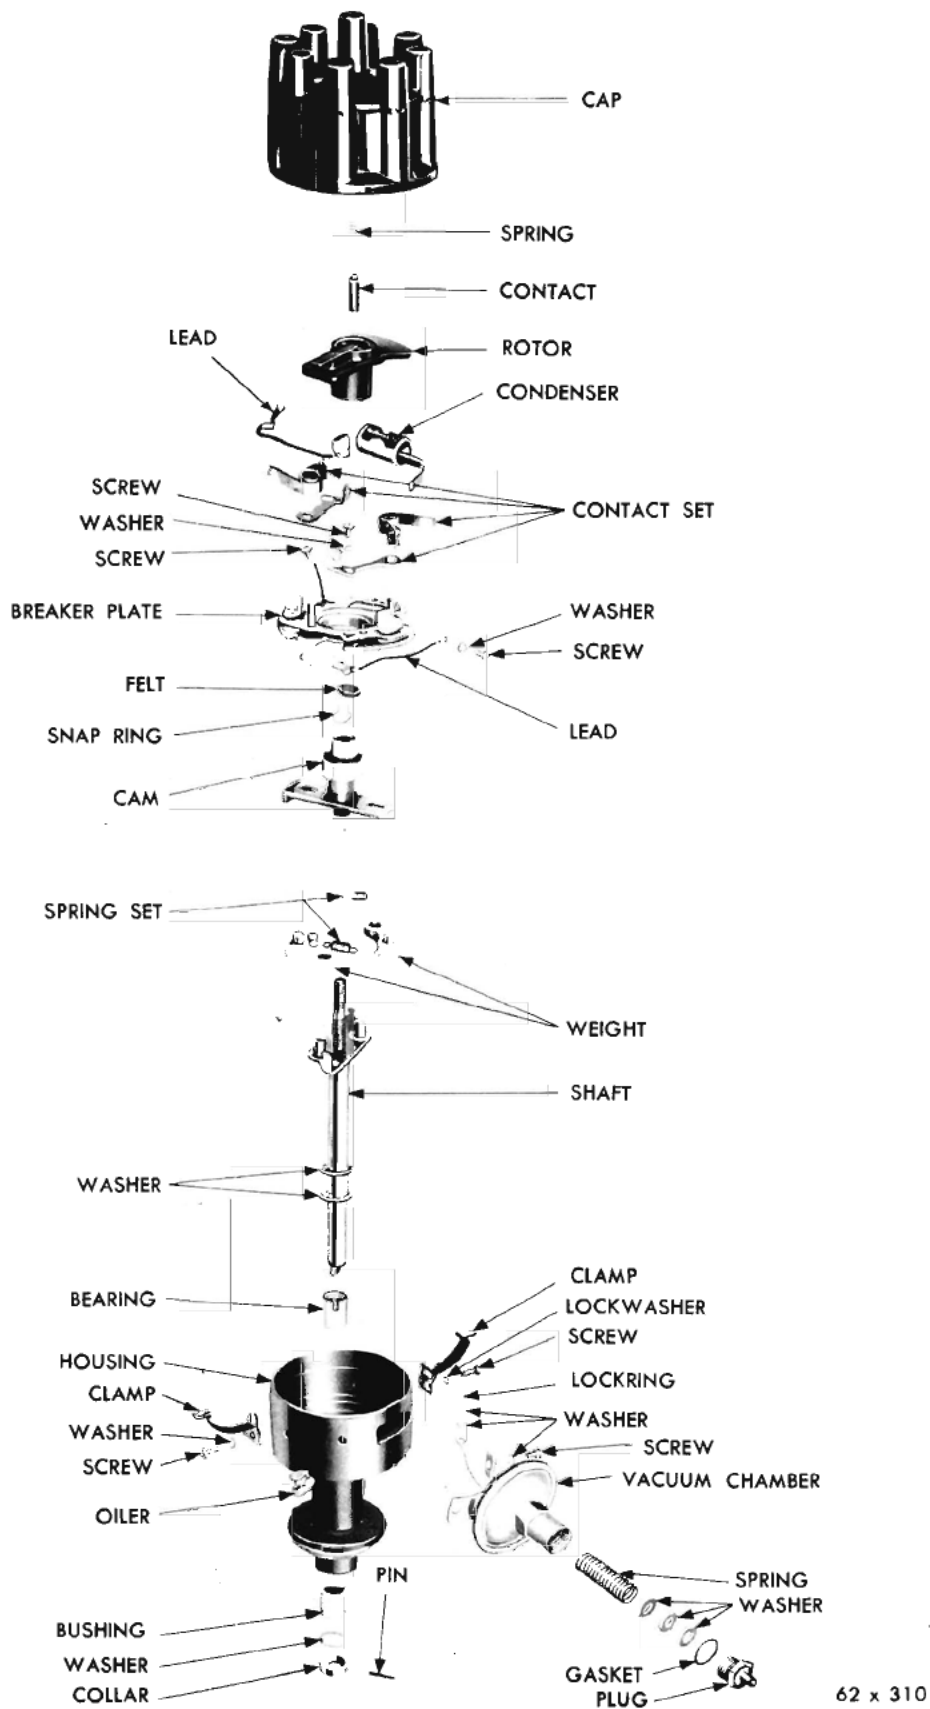 CAP
SPRING
CONTACT
LEAD
ROTOR
CONDENSER
SCREW
CONTACT SET
WASHER
SCREW
BREAKER PLATE
WASHER
SCREW
FELT
LEAD
SNAP RING
CAM
SPRING SET
WEIGHT
SHAFT
WASHER
CLAMP
BEARING
LOCKWASHER
SCREW
HOUSING
LOCKRING
CLAMP
WASHER
WASHER
SCREW
SCREW
VACUUM CHAMBER
OILER
PIN
SPRING
WASHER
BUSHING
WASHER
GASKET
COLLAR
PLUG
62 x 310